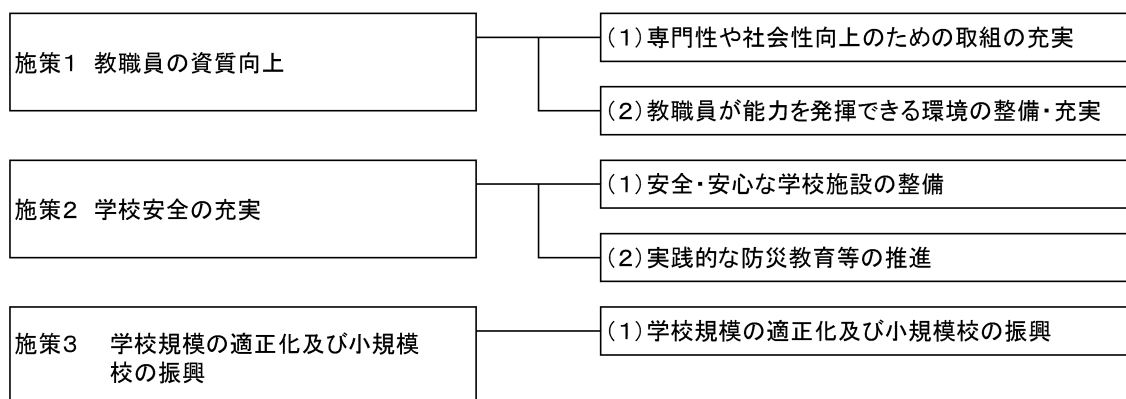 施策1 教職員の資質向上
(1)専門性や社会性向上のための取組の充実
(2)教職員が能力を発揮できる環境の整備・充実
施策2 学校安全の充実
(1)安全・安心な学校施設の整備
(2)実践的な防災教育等の推進
施策3 学校規模の適正化及び小規模
校の振興
(1)学校規模の適正化及び小規模校の振興